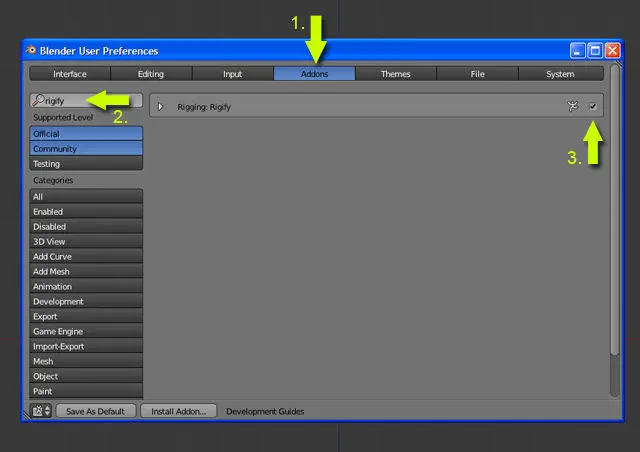 1.
Blender User Preferences
Interface Editing Input Addons Themes File System
rigify
2.
Rigging: Rigify
3.
Supported Level
Official
Community
Testing
Categories
All
Enabled
Disabled
3D View
Add Curve
Add Mesh
Animation
Development
Export
Game Engine
Import-Export
Mesh
Object
Paint
Save As Default Install Addon... Development Guides